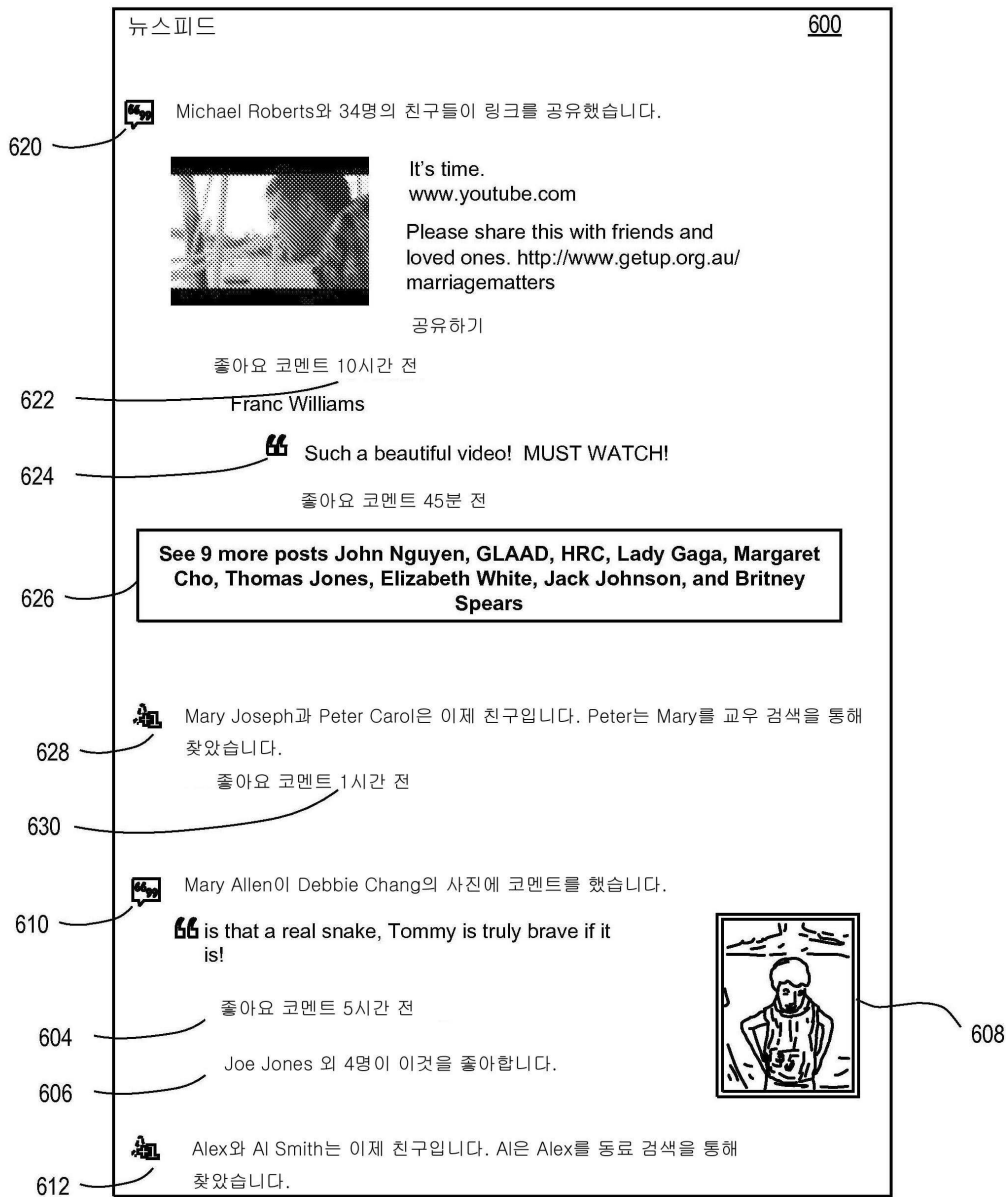 뉴스피드 600
Michael Roberts와 34명의 친구들이 링크를 공유했습니다.
620
It's time.
www.youtube.com
Please share this with friends and
loved ones. http://www.getup.org.au/
marriagematters
공유하기
좋아요 코멘트 10시간 전
622
Franc Williams
❝ Such a beautiful video! MUST WATCH!
624
좋아요 코멘트 45분 전
See 9 more posts John Nguyen, GLAAD, HRC, Lady Gaga, Margaret
Cho, Thomas Jones, Elizabeth White, Jack Johnson, and Britney
Spears
626
Mary Joseph과 Peter Carol은 이제 친구입니다. Peter는 Mary를 교우 검색을 통해
찾았습니다.
628
좋아요 코멘트 1시간 전
630
Mary Allen이 Debbie Chang의 사진에 코멘트를 했습니다.
610
❝ is that a real snake, Tommy is truly brave if it
is!
좋아요 코멘트 5시간 전
604
608
Joe Jones 외 4명이 이것을 좋아합니다.
606
Alex와 Al Smith는 이제 친구입니다. Al은 Alex를 동료 검색을 통해
찾았습니다.
612